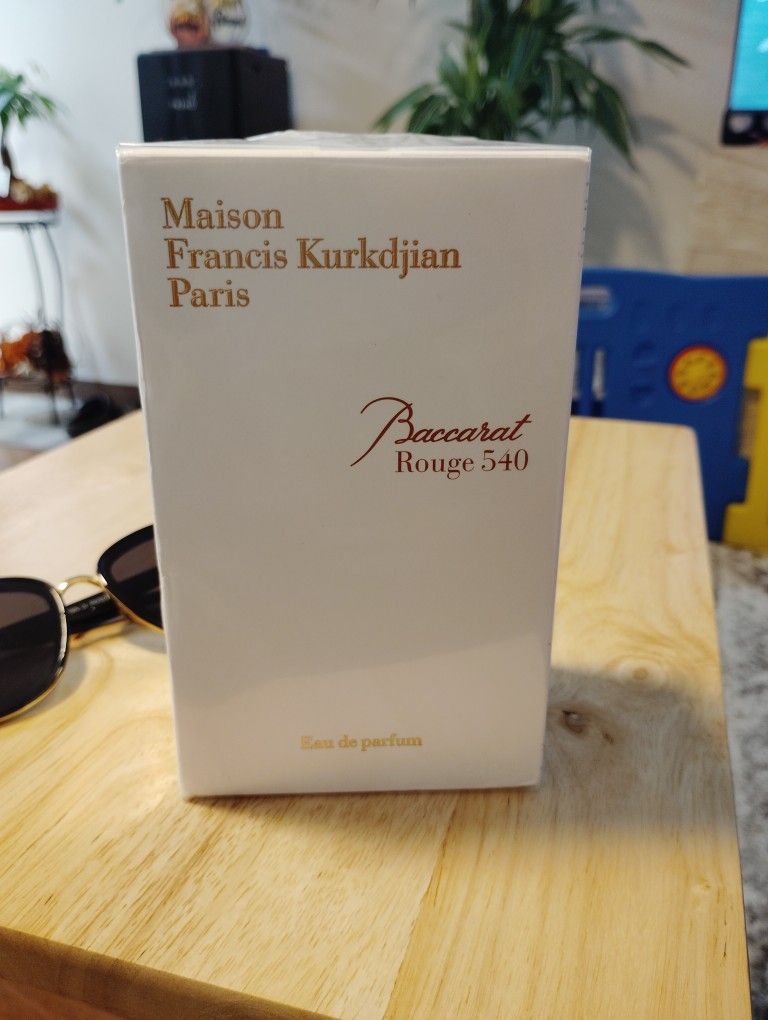 Maison
Francis Kurkdjian
Paris
Baccarat
Rouge 540
Eau de parfum